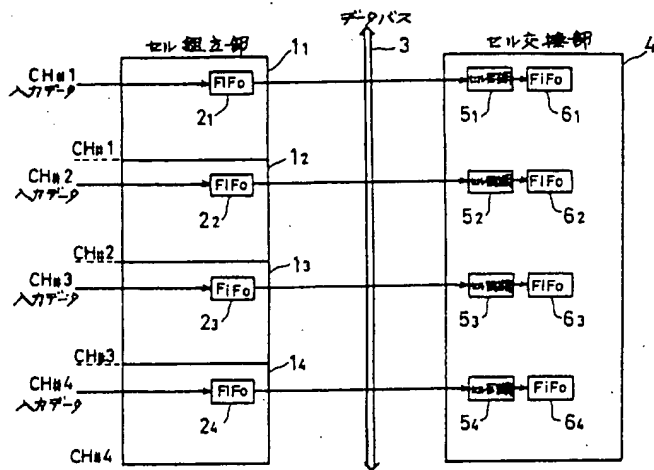 データバス
セル組立部
1₁
3
セル交換部
4
CH#1
入力データ
FIFo
2₁
5₁
FiFo
6₁
CH#1
1₂
CH#2
入力データ
FIFo
2₂
5₂
FiFo
6₂
CH#2
1₃
CH#3
入力データ
FiFo
2₃
5₃
FiFo
6₃
CH#3
1₄
CH#4
入力データ
FIFo
2₄
5₄
FiFo
6₄
CH#4